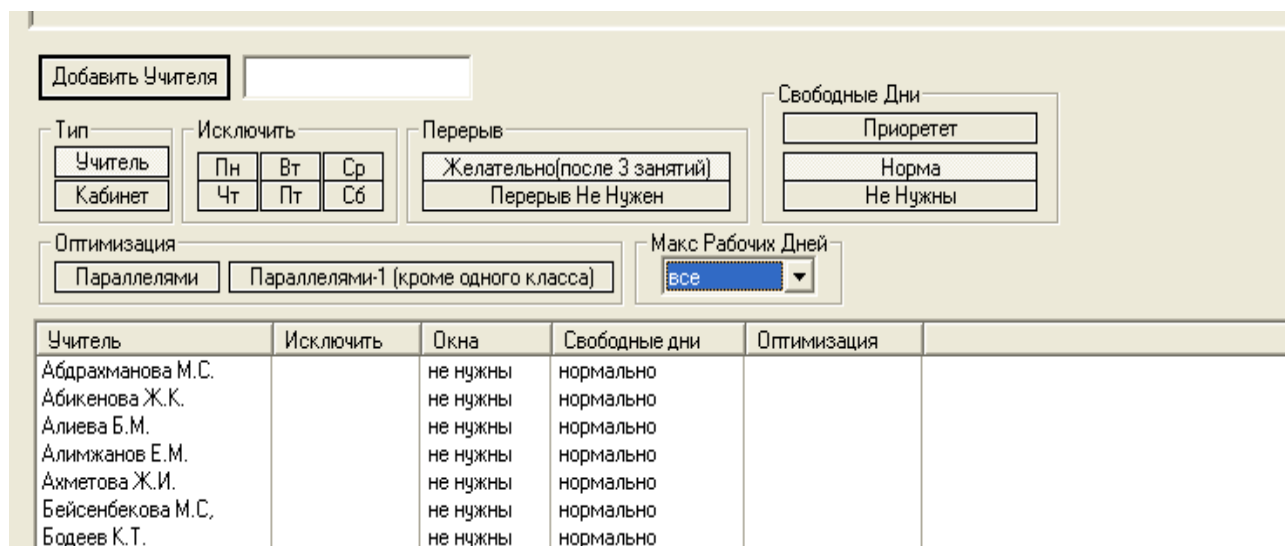 Добавить Учителя
Свободные Дни
Тип Исключить Перерыв
Приоретет
Учитель Пн Вт Ср Желательно(после 3 занятий) Норма
Кабинет Чт Пт Сб Перерыв Не Нужен Не Нужны
Оптимизация Макс Рабочих Дней
Параллелями Параллелями-1 (кроме одного класса) все
Учитель Исключить Окна Свободные дни Оптимизация
Абдрахманова М.С. не нужны нормально
Абикенова Ж.К. не нужны нормально
Алиева Б.М. не нужны нормально
Алимжанов Е.М. не нужны нормально
Ахметова Ж.И. не нужны нормально
Бейсенбекова М.С, не нужны нормально
Бодеев К.Т. не нужны нормально